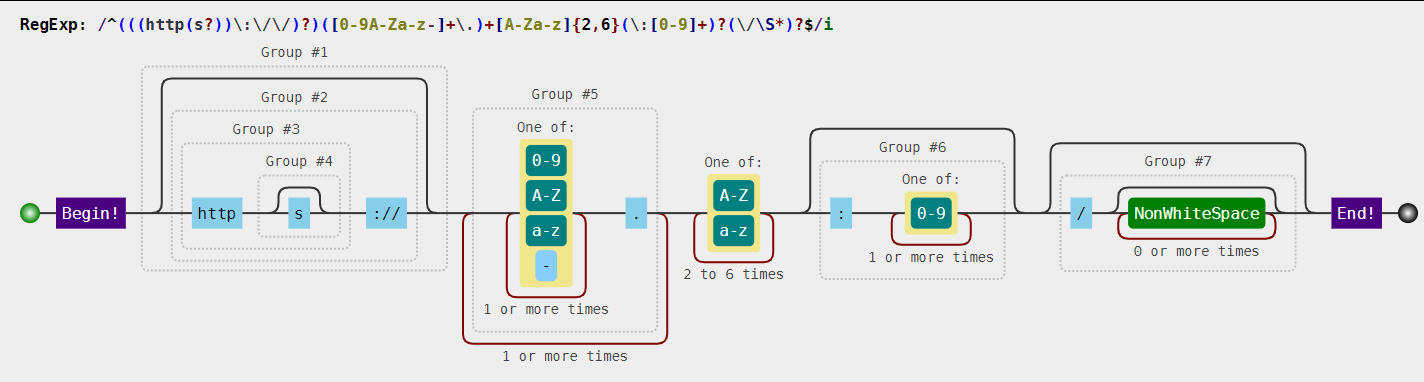 RegExp: /^(((http(s?))\:\/\/)?)([0-9A-Za-z-]+\.)+[A-Za-z]{2,6}(\:[0-9]+)?(\/\S*)?$/i
Group #1
Group #2
Group #3
Group #4
Begin!
http
s
://
Group #5
One of:
0-9
A-Z
a-z
-
1 or more times
.
1 or more times
One of:
A-Z
a-z
2 to 6 times
Group #6
:
One of:
0-9
1 or more times
Group #7
/
NonWhiteSpace
0 or more times
End!